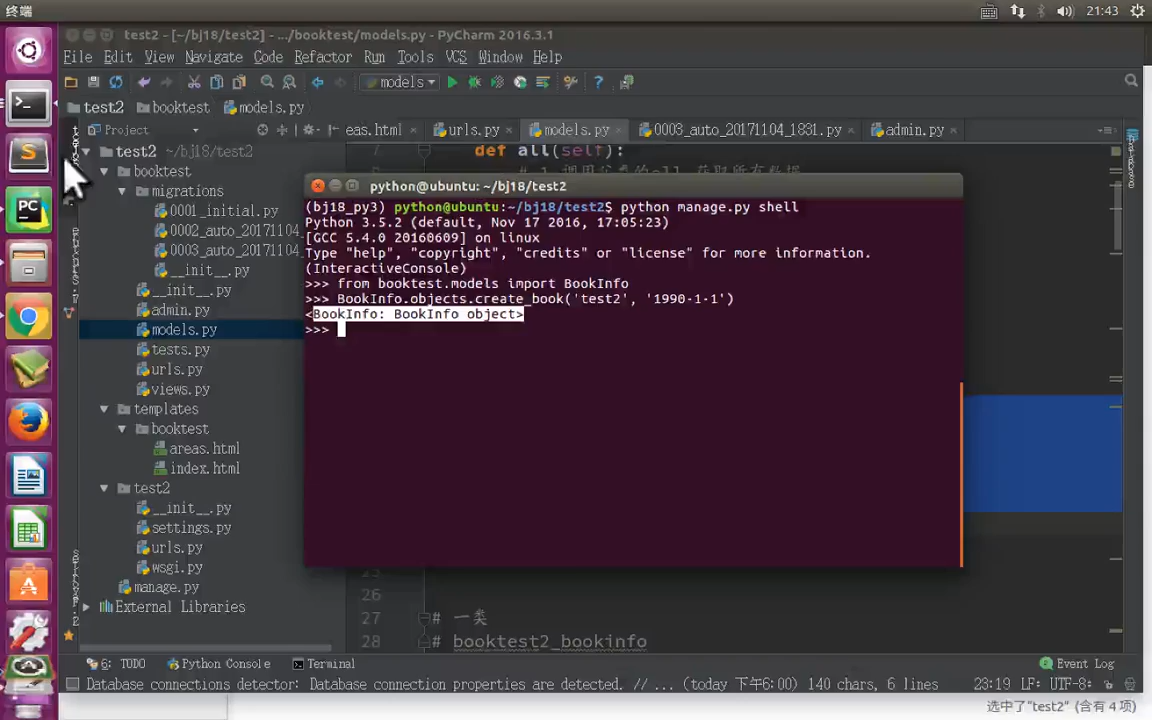 终端
21:43
test2 - [~/bj18/test2] - .../booktest/models.py - PyCharm 2016.3.1
File Edit View Navigate Code Refactor Run Tools VCS Window Help
models
test2 booktest models.py
Project
eas.html urls.py models.py 0003_auto_20171104_1831.py admin.py
test2 ~/bj18/test2
booktest
migrations
0001_initial.py
0002_auto_20171104
0003_auto_20171104
__init__.py
__init__.py
admin.py
models.py
tests.py
urls.py
views.py
templates
booktest
areas.html
index.html
test2
__init__.py
settings.py
urls.py
wsgi.py
manage.py
External Libraries
7 def all(self):
python@ubuntu: ~/bj18/test2
(bj18_py3) python@ubuntu:~/bj18/test2$ python manage.py shell
Python 3.5.2 (default, Nov 17 2016, 17:05:23)
[GCC 5.4.0 20160609] on linux
Type "help", "copyright", "credits" or "license" for more information.
(InteractiveConsole)
>>> from booktest.models import BookInfo
>>> BookInfo.objects.create_book('test2', '1990-1-1')
<BookInfo: BookInfo object>
>>>
26
27 # 一类
28 # booktest2_bookinfo
6: TODO Python Console Terminal Event Log
Database connections detector: Database connection properties are detected. // ... (today 下午6:00) 140 chars, 6 lines 23:19 LF: UTF-8:
选中了"test2" (含有 4 项)